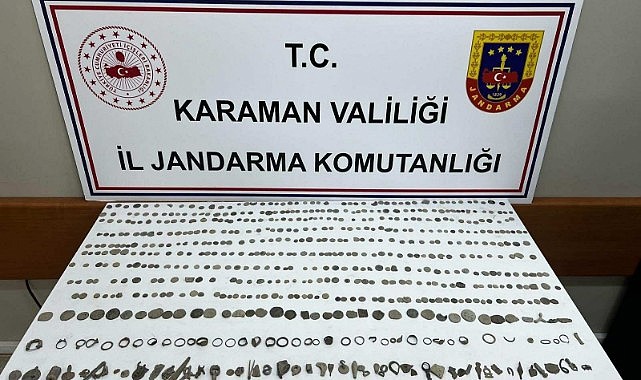 T.C.
KARAMAN VALİLİĞİ
İL JANDARMA KOMUTANLIĞI
JANDARMA